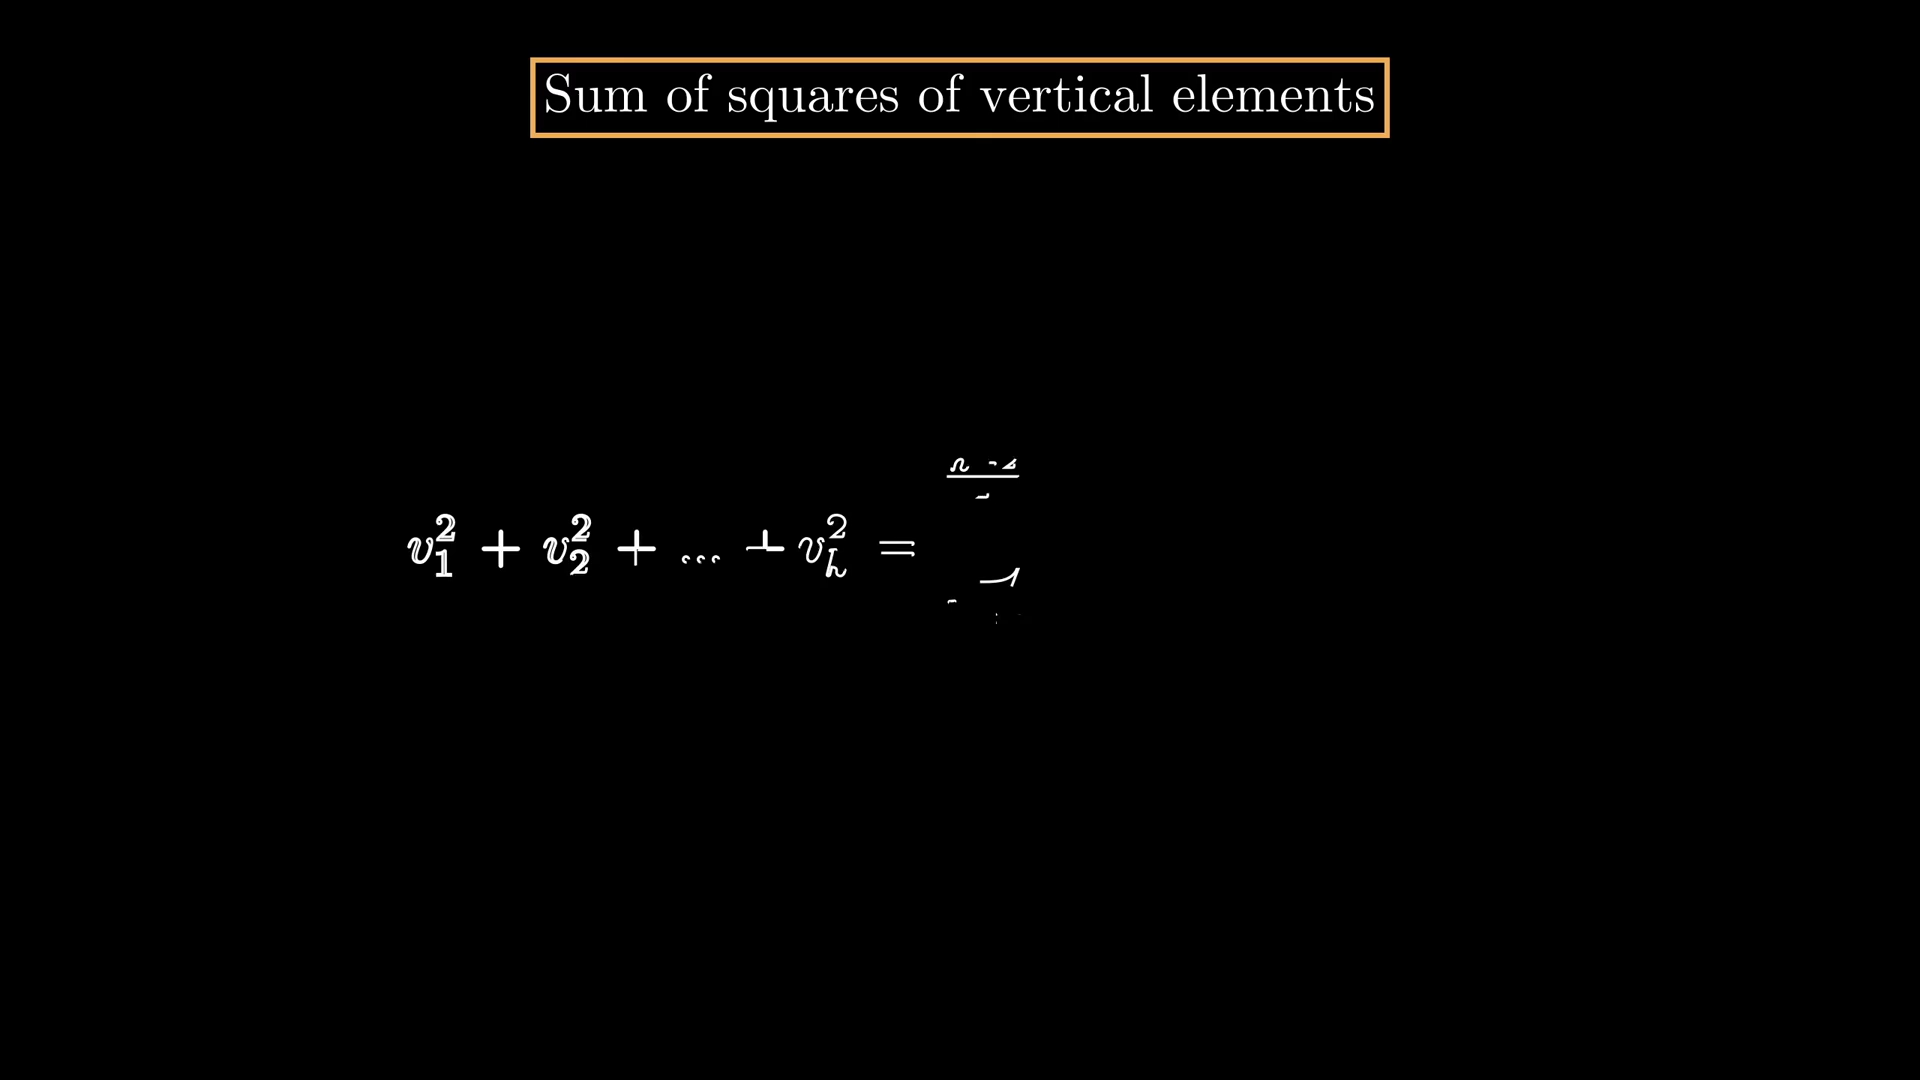 Sum of squares of vertical elements
v_1^2 + v_2^2 + ... + v_h^2 =